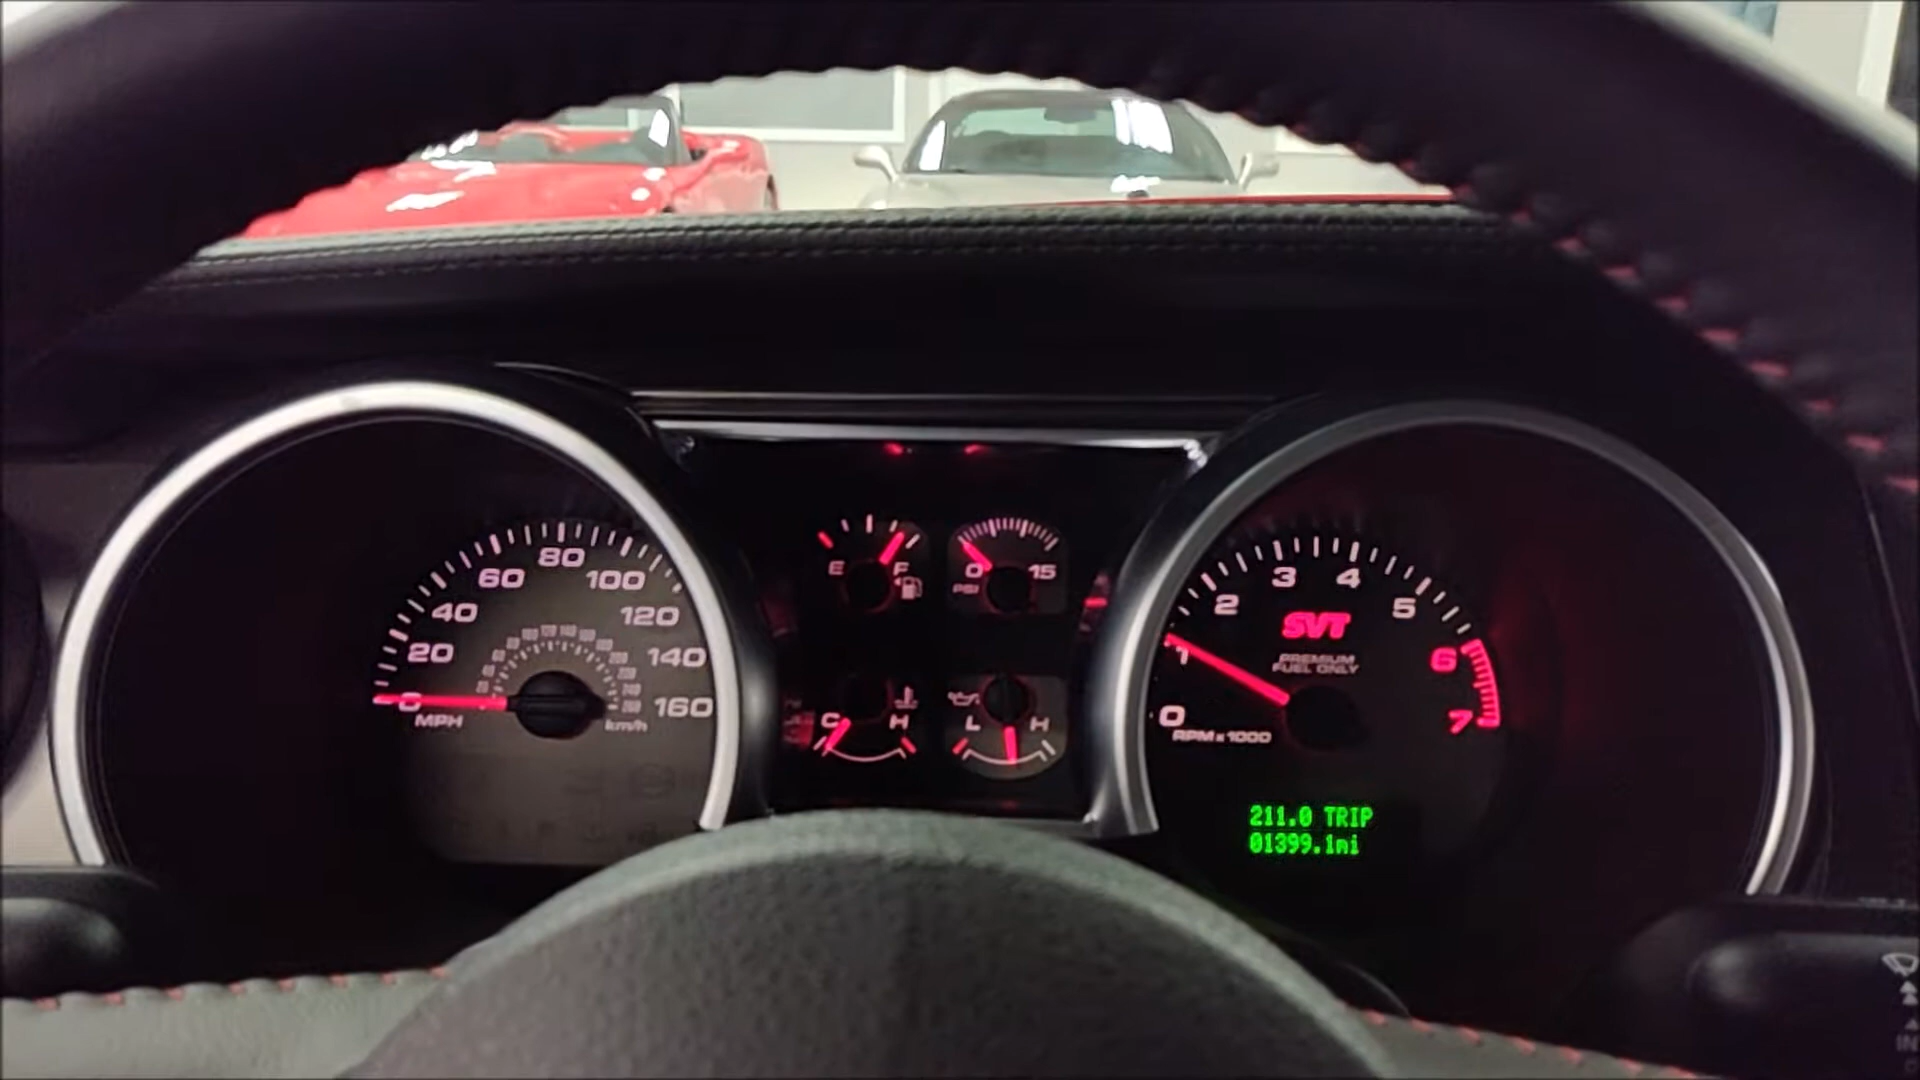 0
20
40
60
80
100
120
140
160
MPH
km/h
E
F
0
15
PSI
C
H
L
H
0
1
2
3
4
5
6
7
SVT
PREMIUM
FUEL ONLY
RPM x 1000
211.0 TRIP
01399.1mi
IN